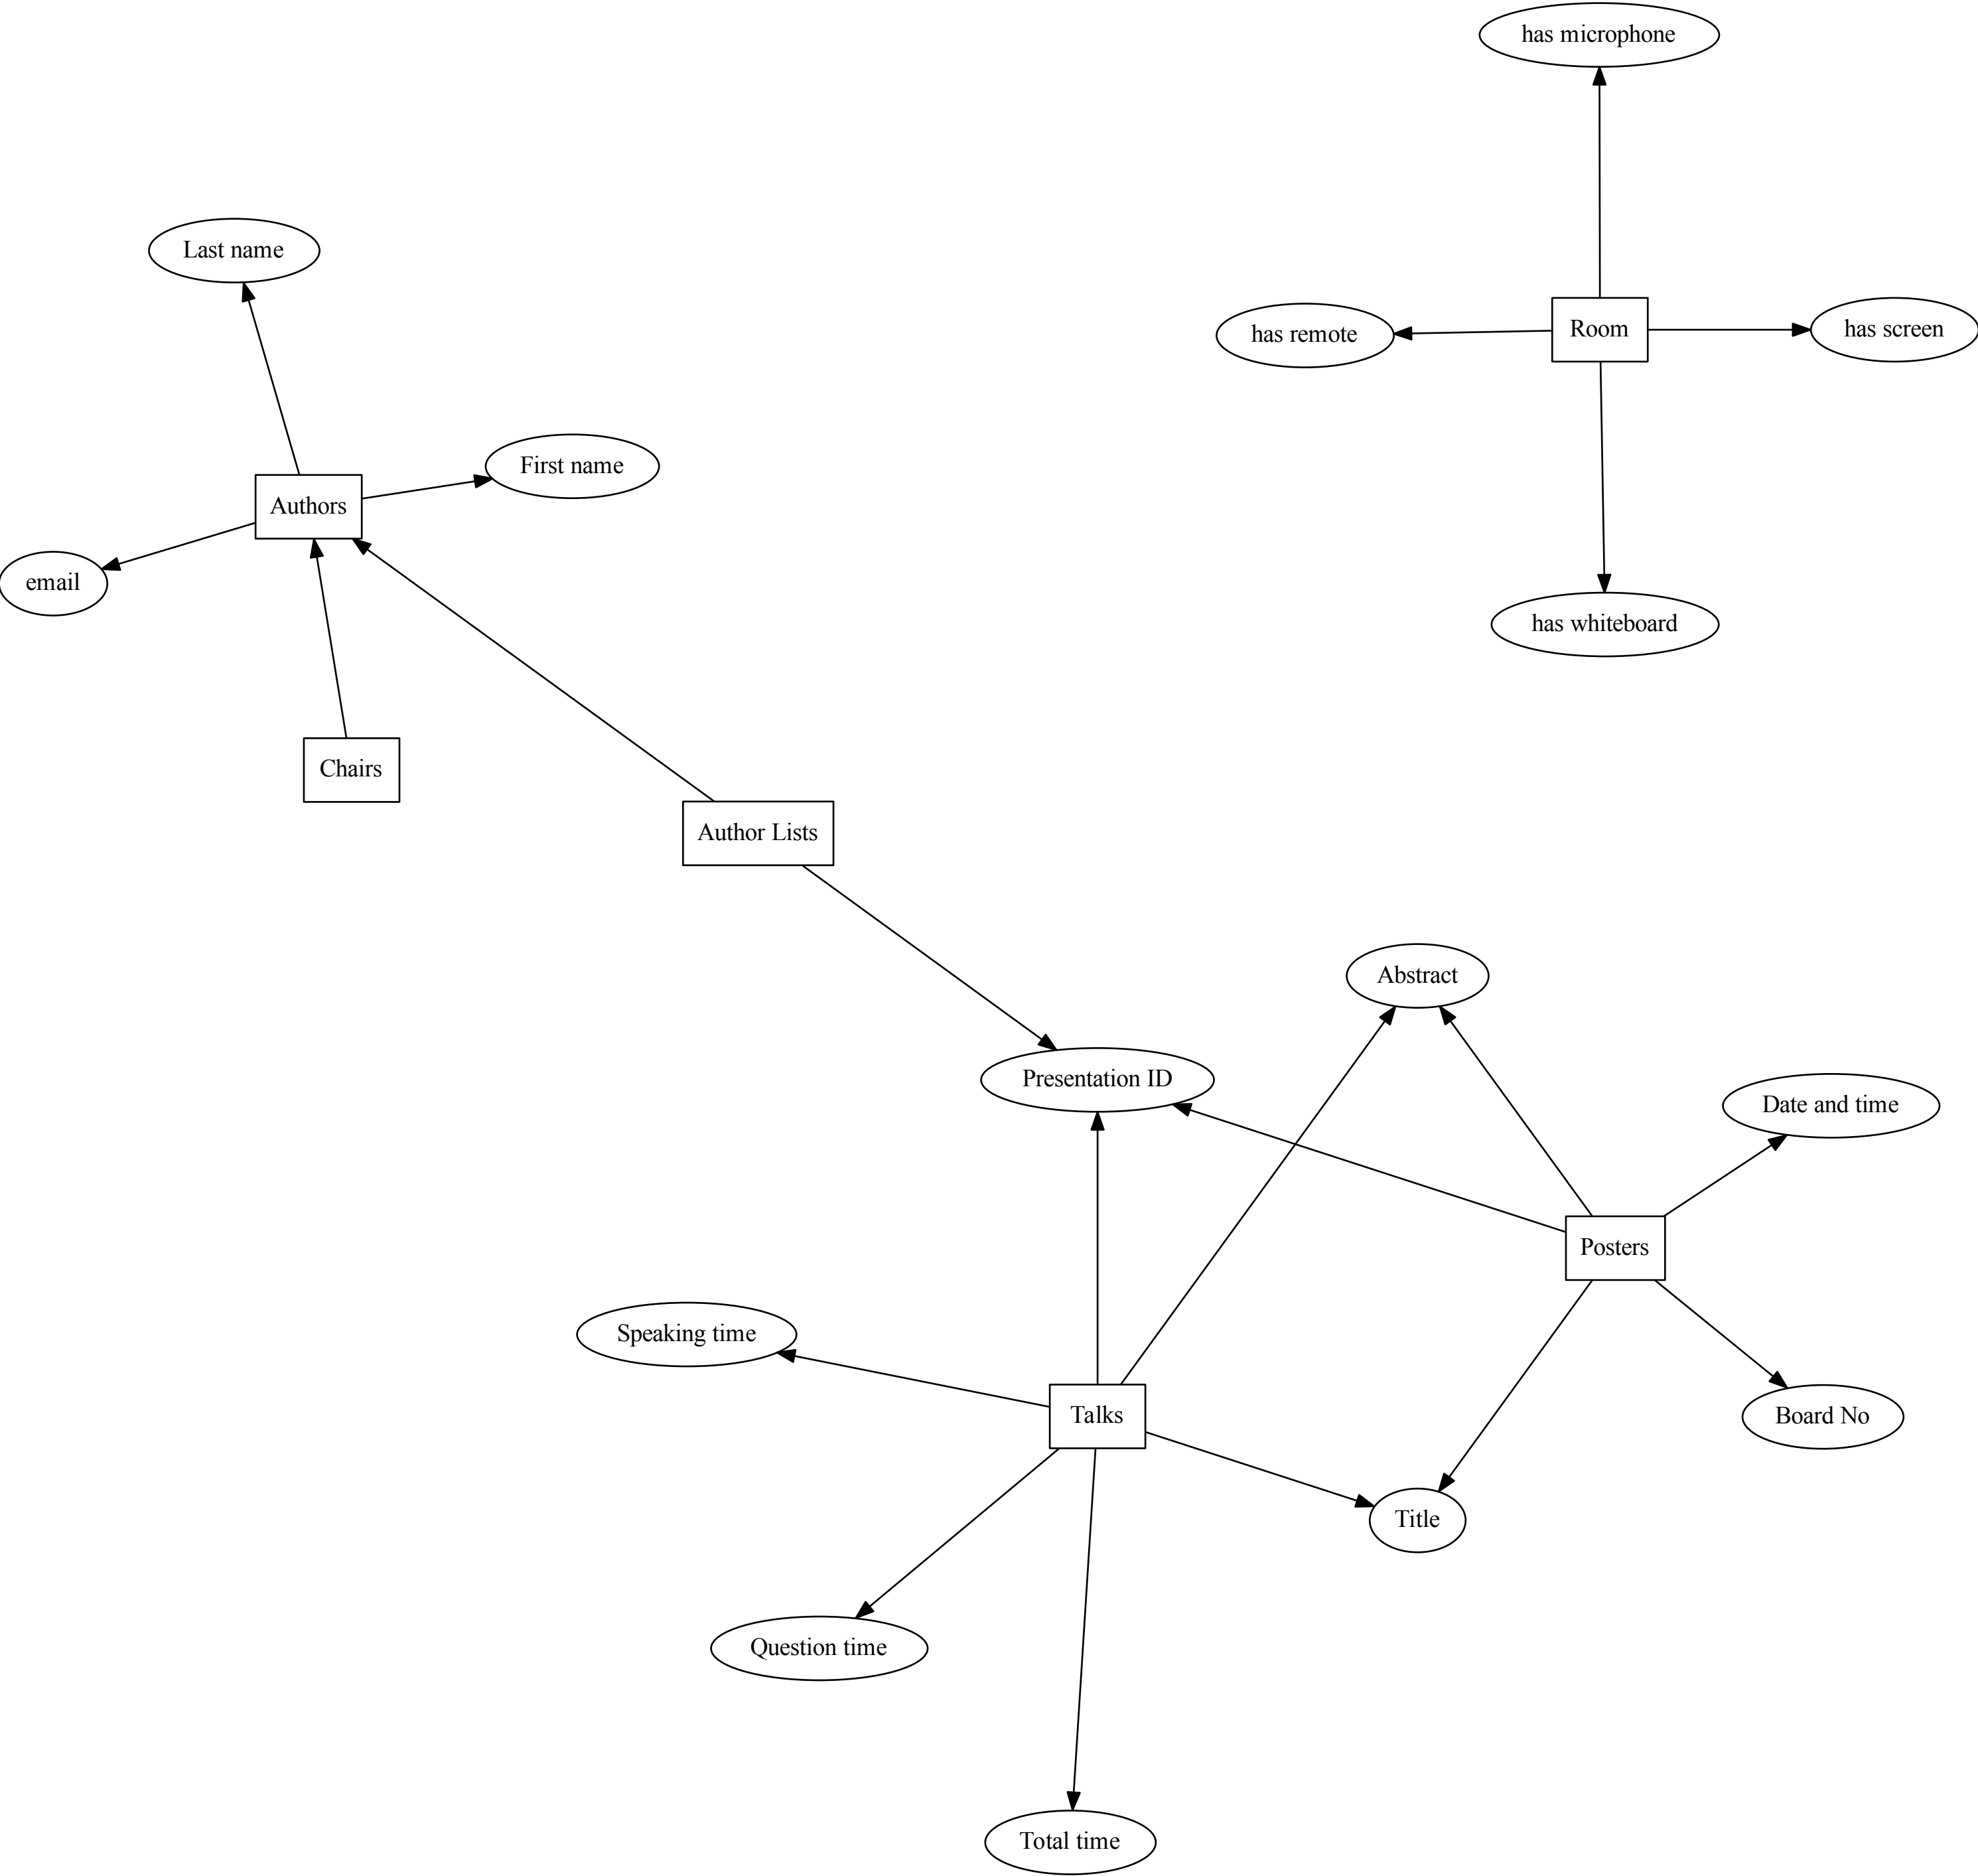 has microphone
Last name
has remote
Room
has screen
First name
Authors
email
has whiteboard
Chairs
Author Lists
Abstract
Presentation ID
Date and time
Posters
Speaking time
Talks
Board No
Title
Question time
Total time